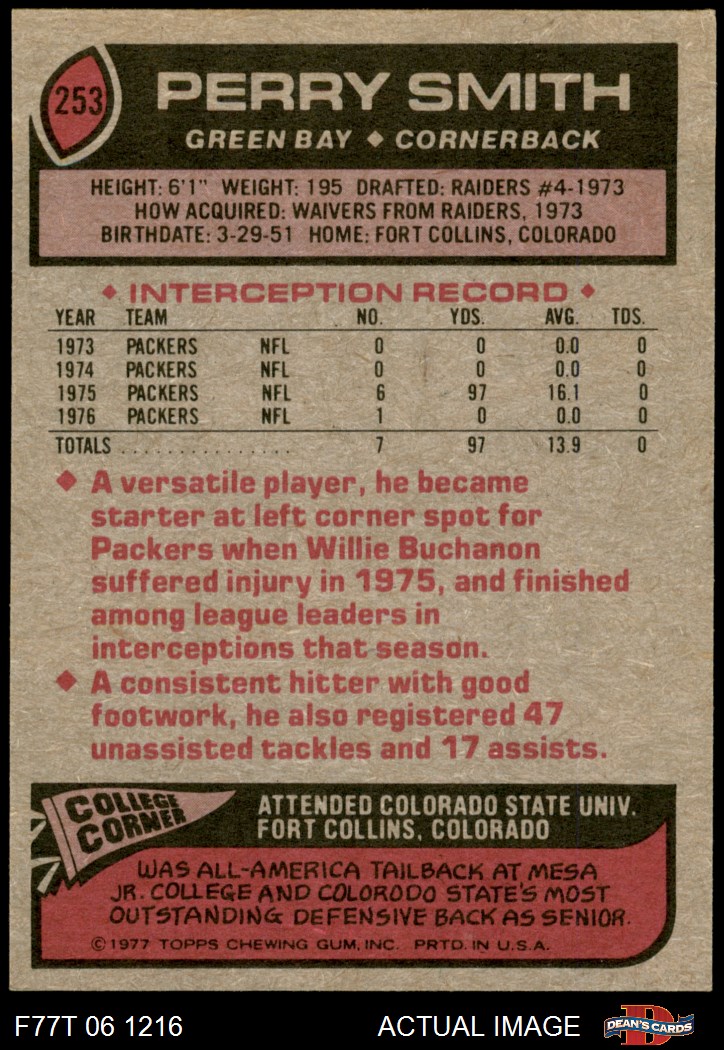 253
PERRY SMITH
GREEN BAY ◆ CORNERBACK
HEIGHT: 6'1" WEIGHT: 195 DRAFTED: RAIDERS #4-1973
HOW ACQUIRED: WAIVERS FROM RAIDERS, 1973
BIRTHDATE: 3-29-51 HOME: FORT COLLINS, COLORADO
◆ INTERCEPTION RECORD ◆
YEAR TEAM NO. YDS. AVG. TDS.
1973 PACKERS NFL 0 0 0.0 0
1974 PACKERS NFL 0 0 0.0 0
1975 PACKERS NFL 6 97 16.1 0
1976 PACKERS NFL 1 0 0.0 0
TOTALS . . . . . . . . . . . . . . . 7 97 13.9 0
◆ A versatile player, he became
starter at left corner spot for
Packers when Willie Buchanon
suffered injury in 1975, and finished
among league leaders in
interceptions that season.
◆ A consistent hitter with good
footwork, he also registered 47
unassisted tackles and 17 assists.
COLLEGE
CORNER
ATTENDED COLORADO STATE UNIV.
FORT COLLINS, COLORADO
WAS ALL-AMERICA TAILBACK AT MESA
JR. COLLEGE AND COLORODO STATE'S MOST
OUTSTANDING DEFENSIVE BACK AS SENIOR.
©1977 TOPPS CHEWING GUM, INC. PRTD. IN U.S.A.
F77T 06 1216 ACTUAL IMAGE
D
DEAN'S CARDS